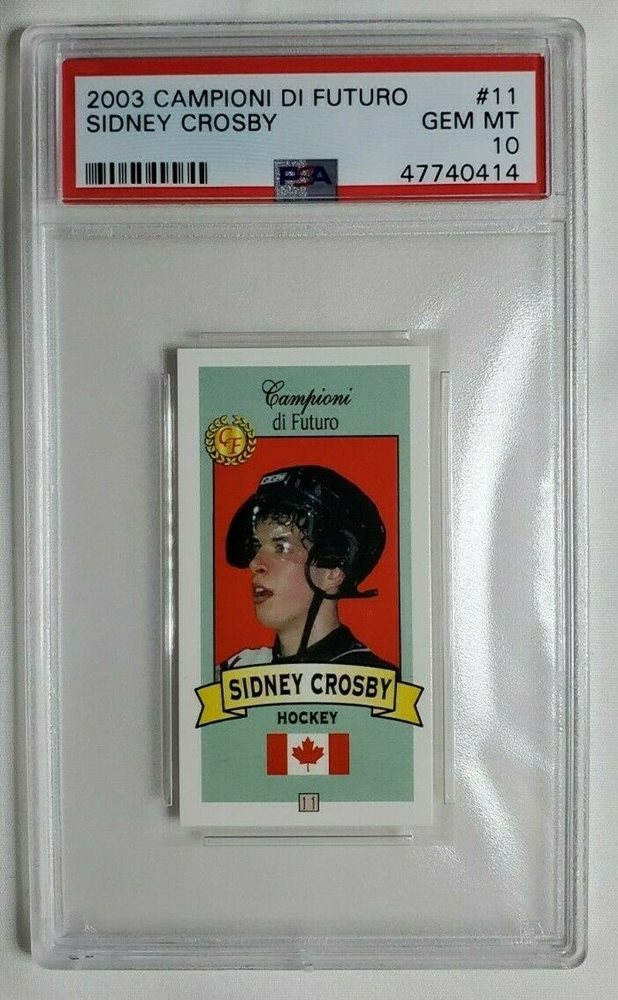 2003 CAMPIONI DI FUTURO #11
SIDNEY CROSBY GEM MT
10
PSA 47740414
Campioni
di Futuro
CF
SIDNEY CROSBY
HOCKEY
11